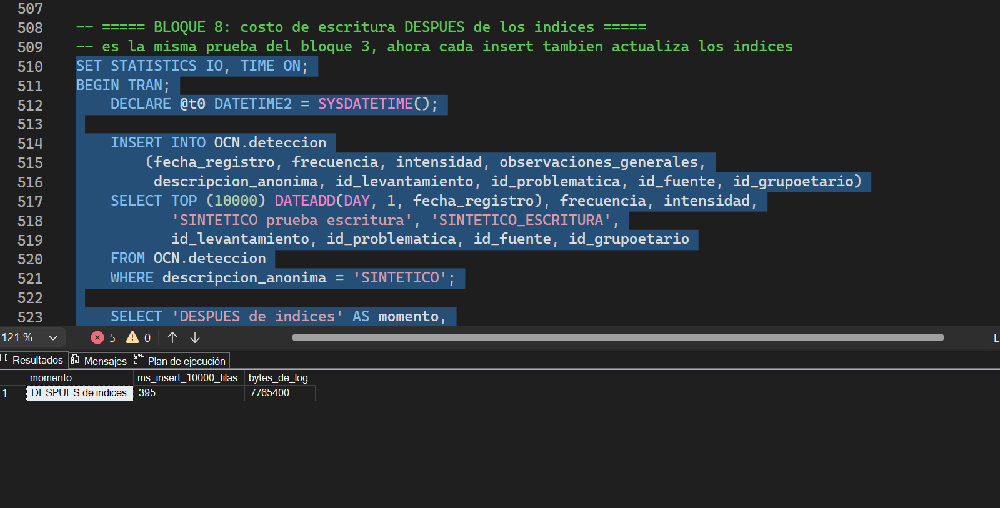 507
508 -- ===== BLOQUE 8: costo de escritura DESPUES de los indices =====
509 -- es la misma prueba del bloque 3, ahora cada insert tambien actualiza los indices
510 SET STATISTICS IO, TIME ON;
511 BEGIN TRAN;
512 DECLARE @t0 DATETIME2 = SYSDATETIME();
513
514 INSERT INTO OCN.deteccion
515 (fecha_registro, frecuencia, intensidad, observaciones_generales,
516 descripcion_anonima, id_levantamiento, id_problematica, id_fuente, id_grupoetario)
517 SELECT TOP (10000) DATEADD(DAY, 1, fecha_registro), frecuencia, intensidad,
518 'SINTETICO prueba escritura', 'SINTETICO_ESCRITURA',
519 id_levantamiento, id_problematica, id_fuente, id_grupoetario
520 FROM OCN.deteccion
521 WHERE descripcion_anonima = 'SINTETICO';
522
523 SELECT 'DESPUES de indices' AS momento,
121 % 5 0 L
Resultados Mensajes Plan de ejecución
momento ms_insert_10000_filas bytes_de_log
1 DESPUES de indices 395 7765400